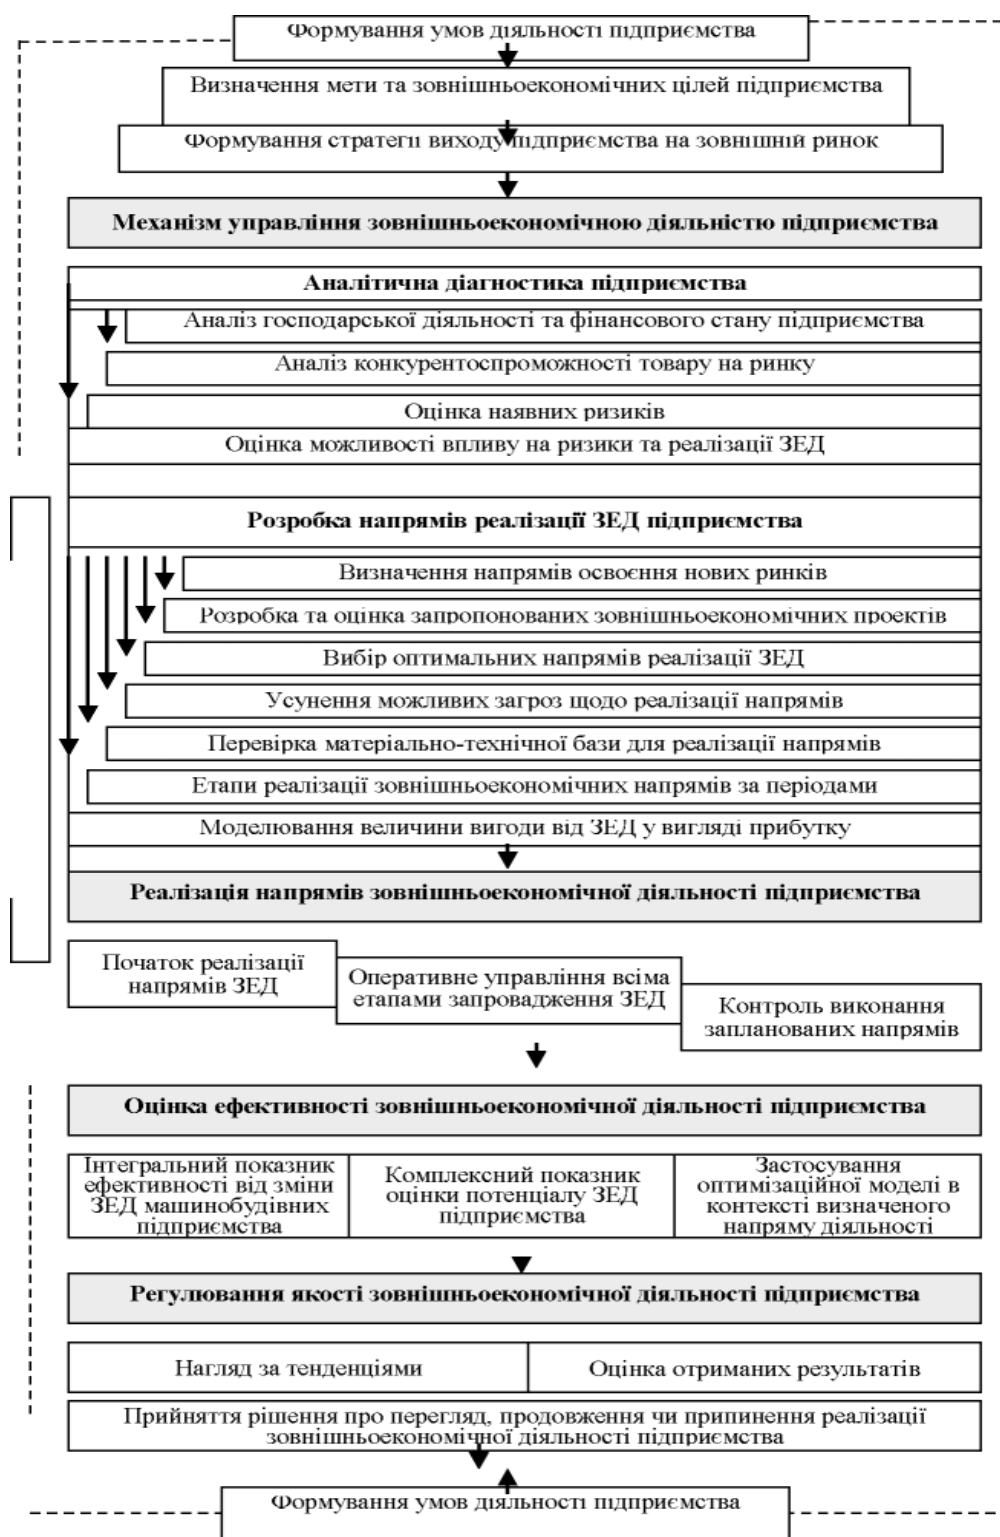 Формування умов діяльності підприємства
Визначення мети та зовнішньоекономічних цілей підприємства
Формування стратегії виходу підприємства на зовнішній ринок
Механізм управління зовнішньоекономічною діяльністю підприємства
Аналітична діагностика підприємства
Аналіз господарської діяльності та фінансового стану підприємства
Аналіз конкурентоспроможності товару на ринку
Оцінка наявних ризиків
Оцінка можливості впливу на ризики та реалізації ЗЕД
Розробка напрямів реалізації ЗЕД підприємства
Визначення напрямів освоєння нових ринків
Розробка та оцінка запропонованих зовнішньоекономічних проектів
Вибір оптимальних напрямів реалізації ЗЕД
Усунення можливих загроз щодо реалізації напрямів
Перевірка матеріально-технічної бази для реалізації напрямів
Етапи реалізації зовнішньоекономічних напрямів за періодами
Моделювання величини вигоди від ЗЕД у вигляді прибутку
Реалізація напрямів зовнішньоекономічної діяльності підприємства
Початок реалізації
напрямів ЗЕД
Оперативне управління всіма
етапами запровадження ЗЕД
Контроль виконання
запланованих напрямів
Оцінка ефективності зовнішньоекономічної діяльності підприємства
Інтегральний показник
ефективності від зміни
ЗЕД машинобудівних
підприємства
Комплексний показник
оцінки потенціалу ЗЕД
підприємства
Застосування
оптимізаційної моделі в
контексті визначеного
напряму діяльності
Регулювання якості зовнішньоекономічної діяльності підприємства
Нагляд за тенденціями
Оцінка отриманих результатів
Прийняття рішення про перегляд, продовження чи припинення реалізації
зовнішньоекономічної діяльності підприємства
Формування умов діяльності підприємства